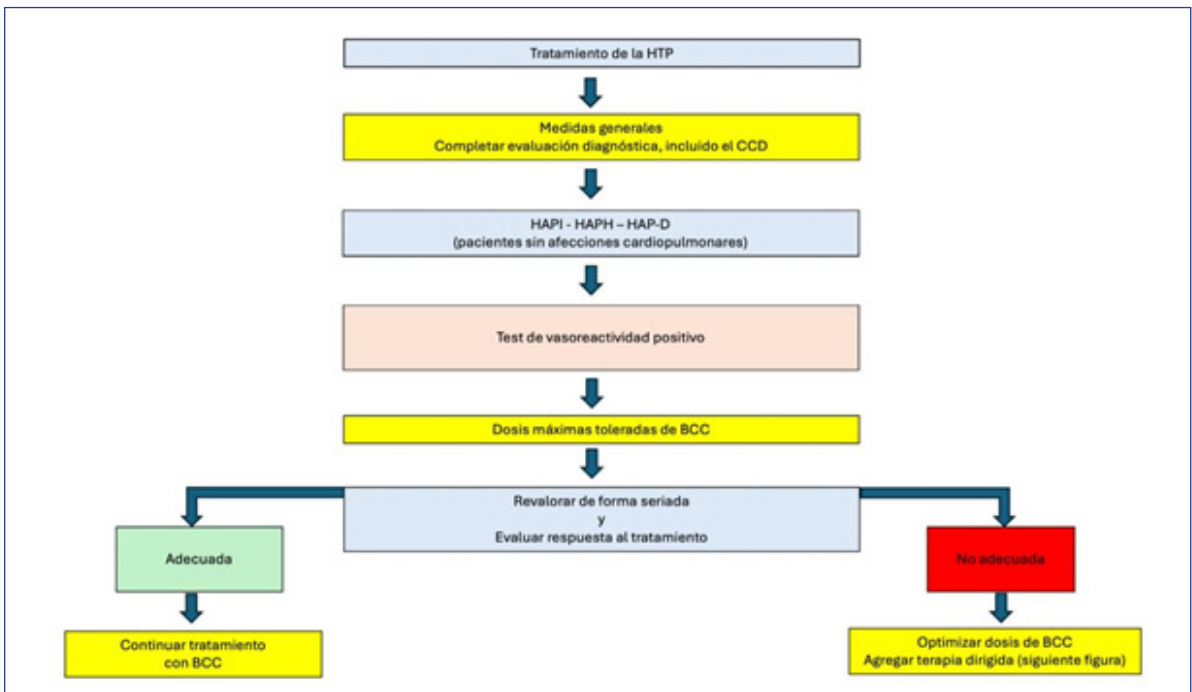 Tratamiento de la HTP
Medidas generales
Completar evaluación diagnóstica, incluido el CCD
HAPI - HAPH – HAP-D
(pacientes sin afecciones cardiopulmonares)
Test de vasoreactividad positivo
Dosis máximas toleradas de BCC
Revalorar de forma seriada
y
Evaluar respuesta al tratamiento
Adecuada
No adecuada
Continuar tratamiento
con BCC
Optimizar dosis de BCC
Agregar terapia dirigida (siguiente figura)